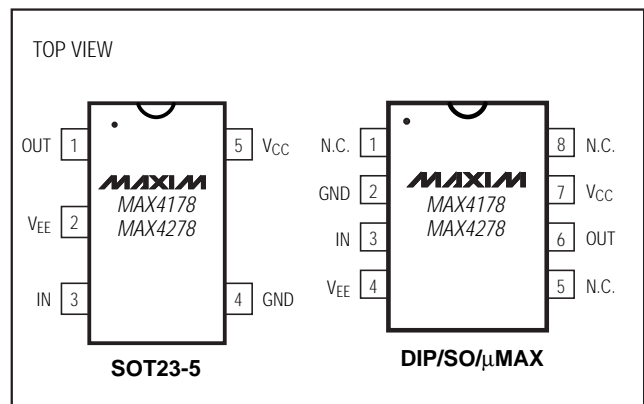 TOP VIEW
OUT 1
5 VCC
VEE 2
IN 3
4 GND
MAXIM
MAX4178
MAX4278
SOT23-5
N.C. 1
8 N.C.
GND 2
7 VCC
IN 3
6 OUT
VEE 4
5 N.C.
MAXIM
MAX4178
MAX4278
DIP/SO/μMAX